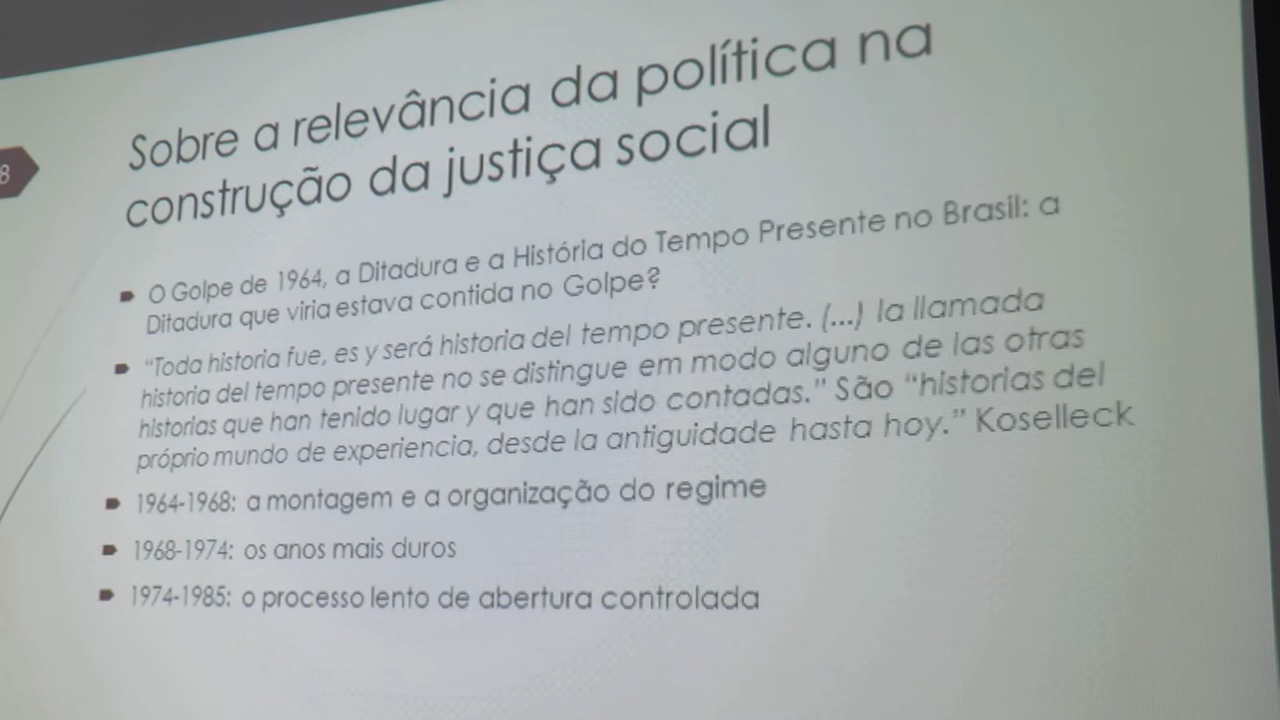 8
Sobre a relevância da política na
construção da justiça social
O Golpe de 1964, a Ditadura e a História do Tempo Presente no Brasil: a
Ditadura que viria estava contida no Golpe?
“Toda historia fue, es y será historia del tempo presente. (...) la llamada
historia del tempo presente no se distingue em modo alguno de las otras
historias que han tenido lugar y que han sido contadas.” São “historias del
próprio mundo de experiencia, desde la antiguidade hasta hoy.” Koselleck
1964-1968: a montagem e a organização do regime
1968-1974: os anos mais duros
1974-1985: o processo lento de abertura controlada